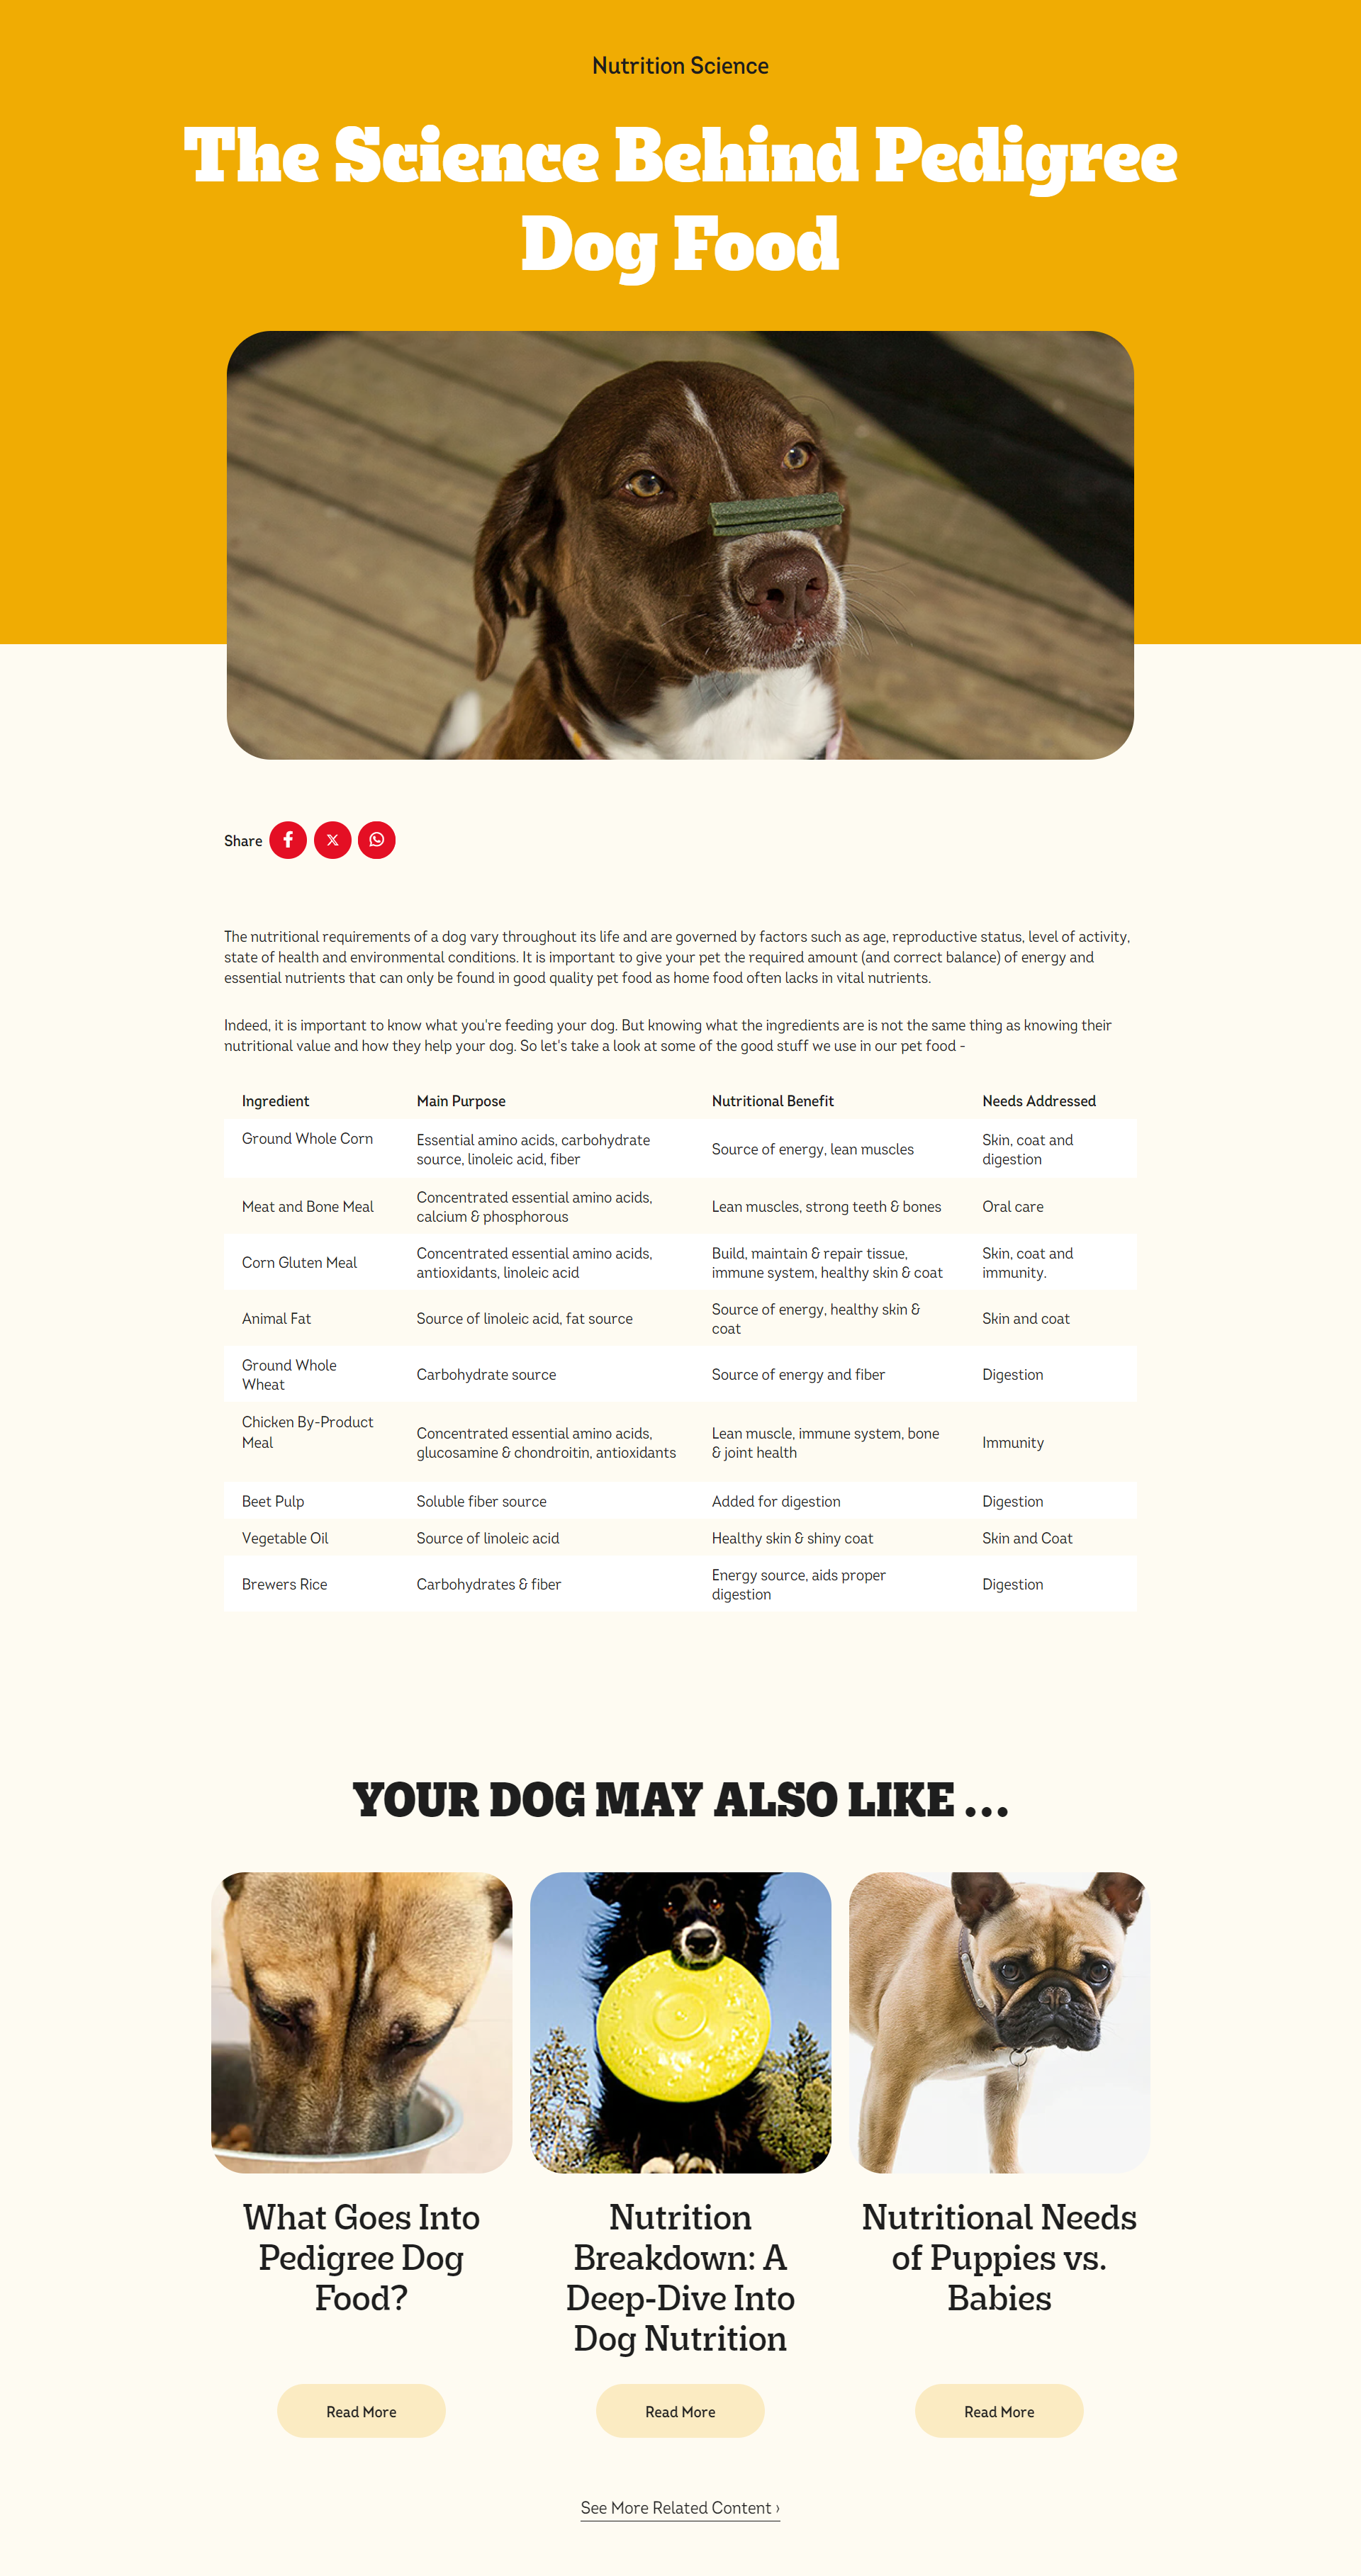 Nutrition Science
The Science Behind Pedigree
Dog Food
Share
The nutritional requirements of a dog vary throughout its life and are governed by factors such as age, reproductive status, level of activity,
state of health and environmental conditions. It is important to give your pet the required amount (and correct balance) of energy and
essential nutrients that can only be found in good quality pet food as home food often lacks in vital nutrients.
Indeed, it is important to know what you're feeding your dog. But knowing what the ingredients are is not the same thing as knowing their
nutritional value and how they help your dog. So let's take a look at some of the good stuff we use in our pet food -
Ingredient Main Purpose Nutritional Benefit Needs Addressed
Ground Whole Corn
Essential amino acids, carbohydrate
source, linoleic acid, fiber
Source of energy, lean muscles
Skin, coat and
digestion
Meat and Bone Meal
Concentrated essential amino acids,
calcium & phosphorous
Lean muscles, strong teeth & bones
Oral care
Corn Gluten Meal
Concentrated essential amino acids,
antioxidants, linoleic acid
Build, maintain & repair tissue,
immune system, healthy skin & coat
Skin, coat and
immunity.
Animal Fat
Source of linoleic acid, fat source
Source of energy, healthy skin &
coat
Skin and coat
Ground Whole
Wheat
Carbohydrate source
Source of energy and fiber
Digestion
Chicken By-Product
Meal
Concentrated essential amino acids,
glucosamine & chondroitin, antioxidants
Lean muscle, immune system, bone
& joint health
Immunity
Beet Pulp
Soluble fiber source
Added for digestion
Digestion
Vegetable Oil
Source of linoleic acid
Healthy skin & shiny coat
Skin and Coat
Brewers Rice
Carbohydrates & fiber
Energy source, aids proper
digestion
Digestion
YOUR DOG MAY ALSO LIKE ...
What Goes Into
Pedigree Dog
Food?
Read More
Nutrition
Breakdown: A
Deep-Dive Into
Dog Nutrition
Read More
Nutritional Needs
of Puppies vs.
Babies
Read More
See More Related Content ›